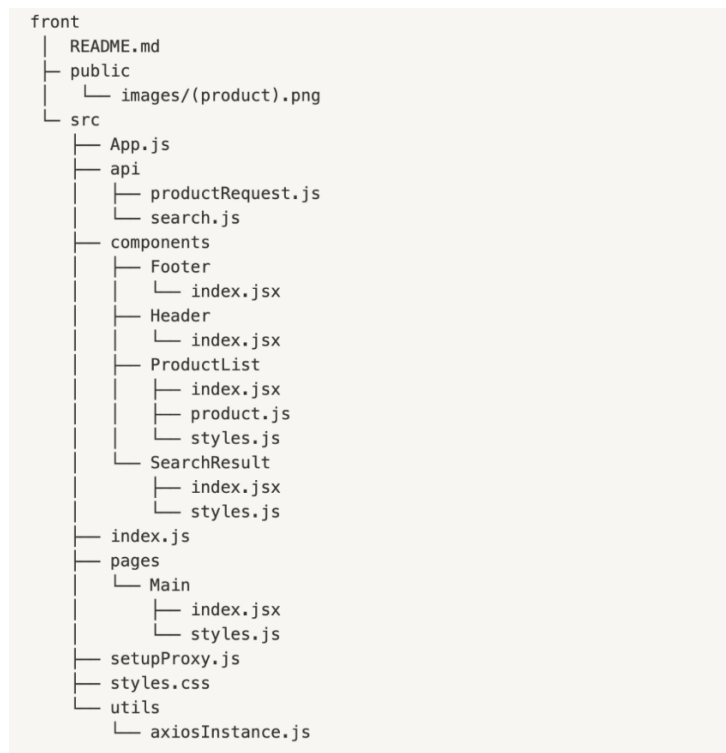 front
│ README.md
├─ public
│   └── images/(product).png
└─ src
    ├── App.js
    ├── api
    │   ├── productRequest.js
    │   └── search.js
    ├── components
    │   ├── Footer
    │   │   └── index.jsx
    │   ├── Header
    │   │   └── index.jsx
    │   ├── ProductList
    │   │   ├── index.jsx
    │   │   ├── product.js
    │   │   └── styles.js
    │   └── SearchResult
    │       ├── index.jsx
    │       └── styles.js
    ├── index.js
    ├── pages
    │   └── Main
    │       ├── index.jsx
    │       └── styles.js
    ├── setupProxy.js
    ├── styles.css
    └── utils
        └── axiosInstance.js